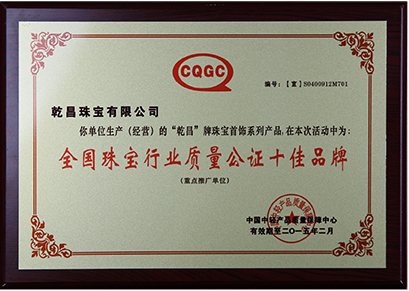 CQGC
编号：【宣】S0400912M701
乾昌珠宝有限公司
你单位生产（经营）的“乾昌”牌珠宝首饰系列产品，在本次活动中为：
全国珠宝行业质量公证十佳品牌
（重点推广单位）
中国中轻产品质量保障中心
有效期至二〇一五年二月